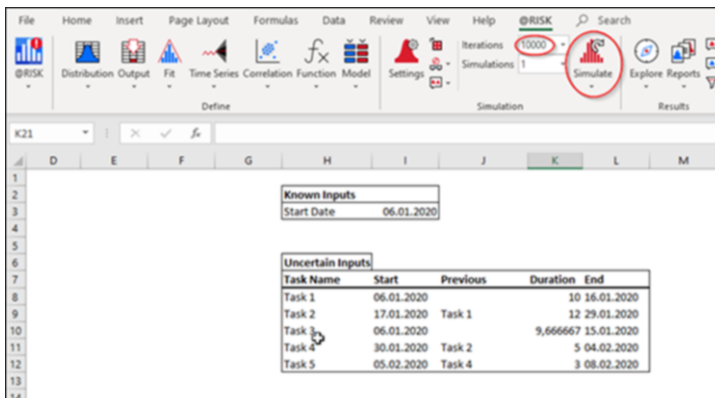 File Home Insert Page Layout Formulas Data Review View Help @RISK Search
Iterations 10000
Simulations 1
@RISK Distribution Output Fit Time Series Correlation Function Model Settings Simulate Explore Reports
Define Simulation Results
K21 fx
D E F G H I J K L M
1
2 Known Inputs
3 Start Date 06.01.2020
4
5
6 Uncertain Inputs
7 Task Name Start Previous Duration End
8 Task 1 06.01.2020 10 16.01.2020
9 Task 2 17.01.2020 Task 1 12 29.01.2020
10 Task 3 06.01.2020 9,666667 15.01.2020
11 Task 4 30.01.2020 Task 2 5 04.02.2020
12 Task 5 05.02.2020 Task 4 3 08.02.2020
13
14